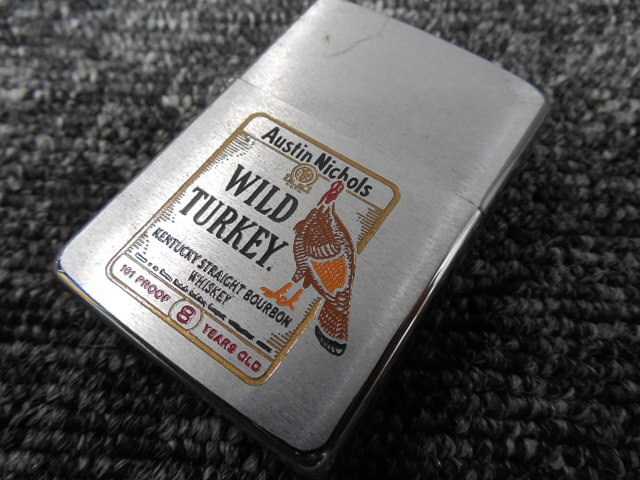 Austin Nichols
WILD
TURKEY.
KENTUCKY STRAIGHT BOURBON
WHISKEY
101 PROOF 8 YEARS OLD